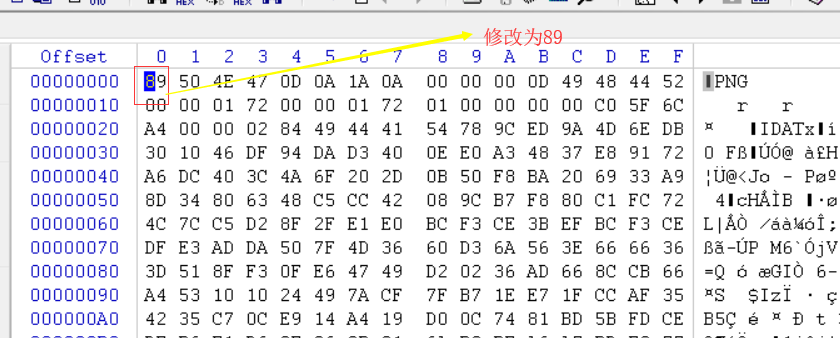 修改为89
Offset 0 1 2 3 4 5 6 7 8 9 A B C D E F
00000000 89 50 4E 47 0D 0A 1A 0A 00 00 00 0D 49 48 44 52 PNG
00000010 00 00 01 72 00 00 01 72 01 00 00 00 00 C0 5F 6C r r
00000020 A4 00 00 02 84 49 44 41 54 78 9C ED 9A 4D 6E DB ¤ IDATx í
00000030 30 10 46 DF 94 DA D3 40 0E E0 A3 48 37 E8 91 72 0 Fß ÚÓ@ à£H
00000040 A6 DC 40 3C 4A 6F 20 2D 0B 50 F8 BA 20 69 33 A9 ¦Ü@<Jo - Pøº
00000050 8D 34 80 63 48 C5 CC 42 08 9C B7 F8 80 C1 FC 72 4 cHÅÌB ·ø
00000060 4C 7C C5 D2 8F 2F E1 E0 BC F3 CE 3B EF BC F3 CE L|ÅÒ /áà¼óÎ;
00000070 DF E3 AD DA 50 7F 4D 36 60 D3 6A 56 3E 66 66 36 ßã-ÚP M6`ÓjV
00000080 3D 51 8F F3 0F E6 47 49 D2 02 36 AD 66 8C CB 66 =Q ó æGIÒ 6-
00000090 A4 53 10 10 24 49 7A CF 7F B7 1E E7 1F CC AF 35 ¤S $IzÏ · ç
000000A0 42 35 C7 0C E9 14 A4 19 D0 0C 74 81 BD 5B FD CE B5Ç é ¤ Ð t